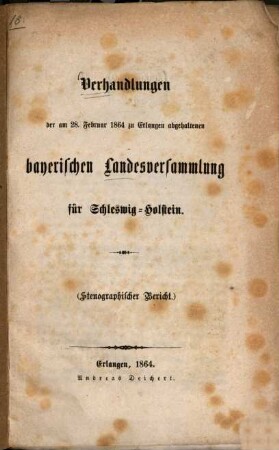 18
Verhandlungen
der am 28. Februar 1864 zu Erlangen abgehaltenen
bayerischen Landesversammlung
für Schleswig=Holstein.
(Stenographischer Bericht.)
Erlangen, 1864.
Andreas Deichert.